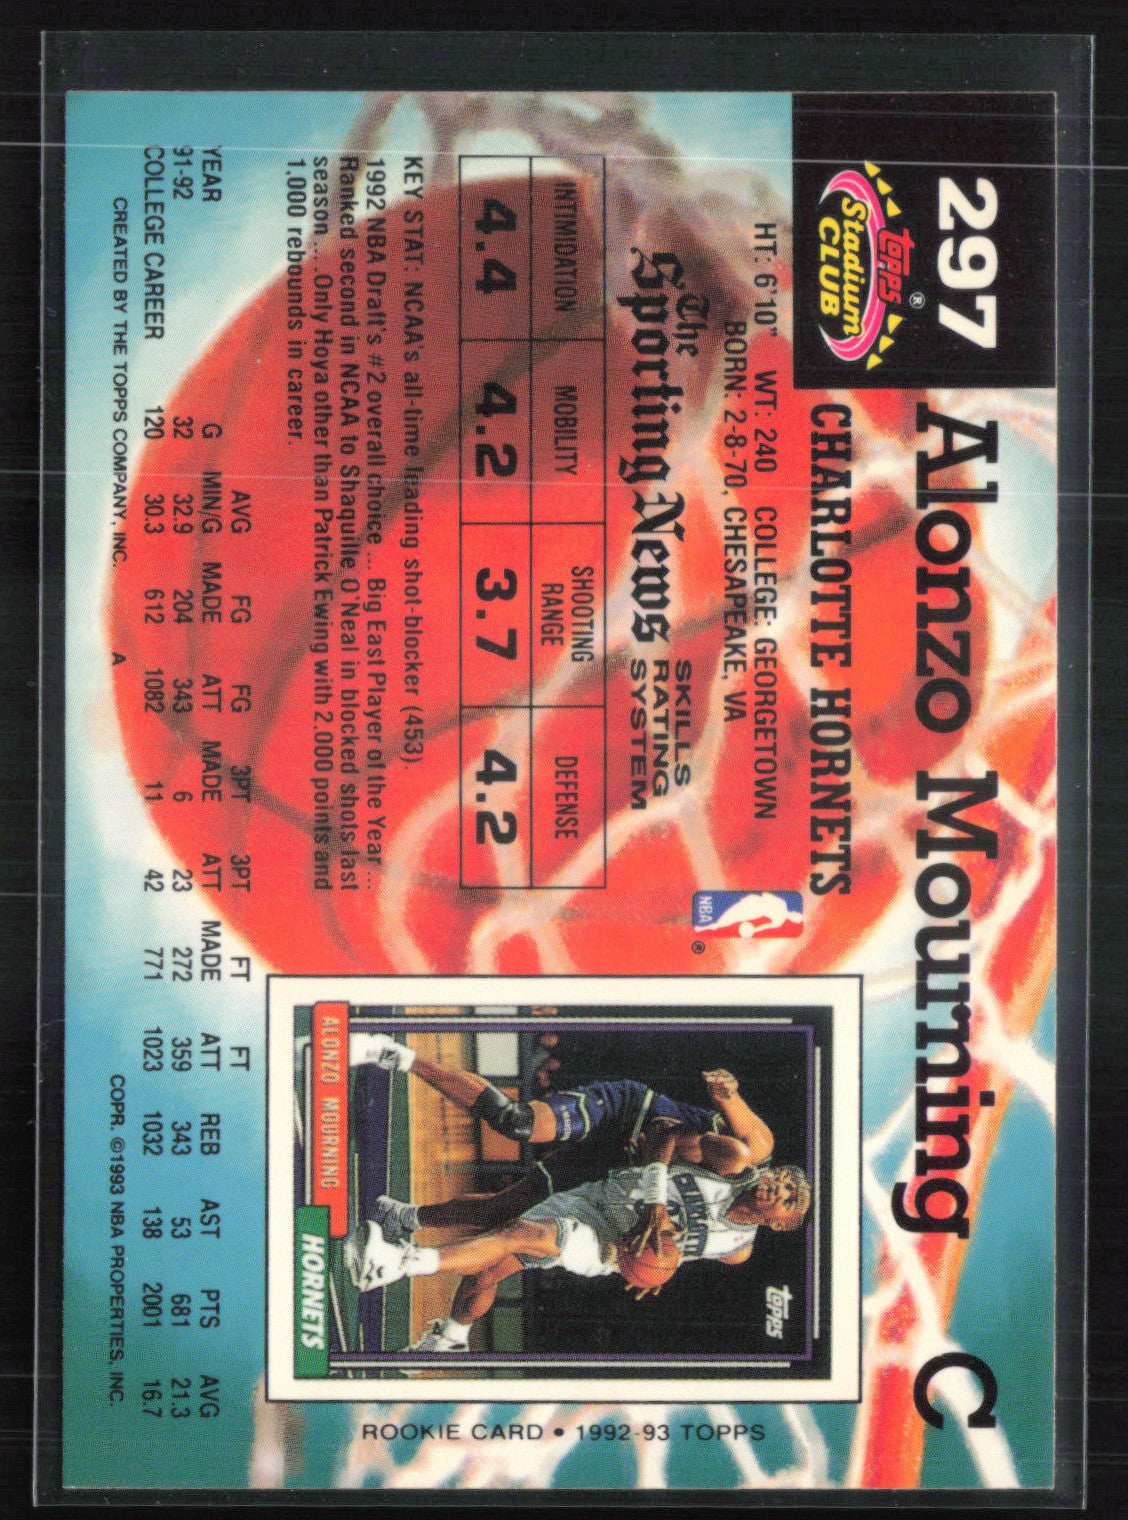 297
Alonzo Mourning C
TOPPS®
Stadium
CLUB
CHARLOTTE HORNETS
HT: 6'10" WT: 240 COLLEGE: GEORGETOWN
BORN: 2-8-70, CHESAPEAKE, VA
NBA ®
The
Sporting News
SKILLS
RATING
SYSTEM
INTIMIDATION MOBILITY SHOOTING RANGE DEFENSE
4.4 4.2 3.7 4.2
KEY STAT: NCAA's all-time leading shot-blocker (453).
1992 NBA Draft's #2 overall choice ... Big East Player of the Year ...
Ranked second in NCAA to Shaquille O'Neal in blocked shots last
season ... Only Hoya other than Patrick Ewing with 2,000 points and
1,000 rebounds in career.
TOPPS
ALONZO MOURNING
HORNETS
ROOKIE CARD • 1992-93 TOPPS
AVG FG FG 3PT 3PT FT FT
YEAR G MIN/G MADE ATT MADE ATT MADE ATT REB AST PTS AVG
91-92 32 32.9 204 343 6 23 272 359 343 53 681 21.3
COLLEGE CAREER 120 30.3 612 1082 11 42 771 1023 1032 138 2001 16.7
CREATED BY THE TOPPS COMPANY, INC. A COPR. ©1993 NBA PROPERTIES, INC.